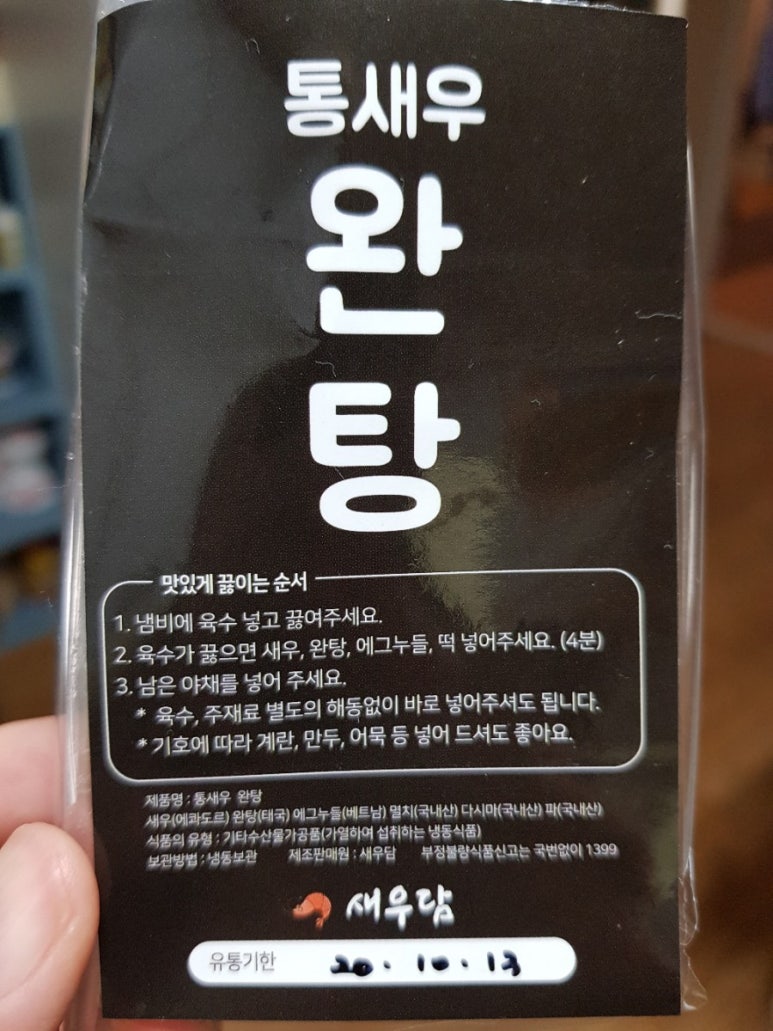 통새우
완
탕
맛있게 끓이는 순서
1. 냄비에 육수 넣고 끓여주세요.
2. 육수가 끓으면 새우, 완탕, 에그누들, 떡 넣어주세요. (4분)
3. 남은 야채를 넣어 주세요.
* 육수, 주재료 별도의 해동없이 바로 넣어주셔도 됩니다.
* 기호에 따라 계란, 만두, 어묵 등 넣어 드셔도 좋아요.
제품명 : 통새우 완탕
새우(에콰도르) 완탕(태국) 에그누들(베트남) 멸치(국내산) 다시마(국내산) 파(국내산)
식품의 유형 : 기타수산물가공품(가열하여 섭취하는 냉동식품)
보관방법 : 냉동보관 제조판매원 : 새우담 부정불량식품신고는 국번없이 1399
새우담
유통기한 20. 10. 13